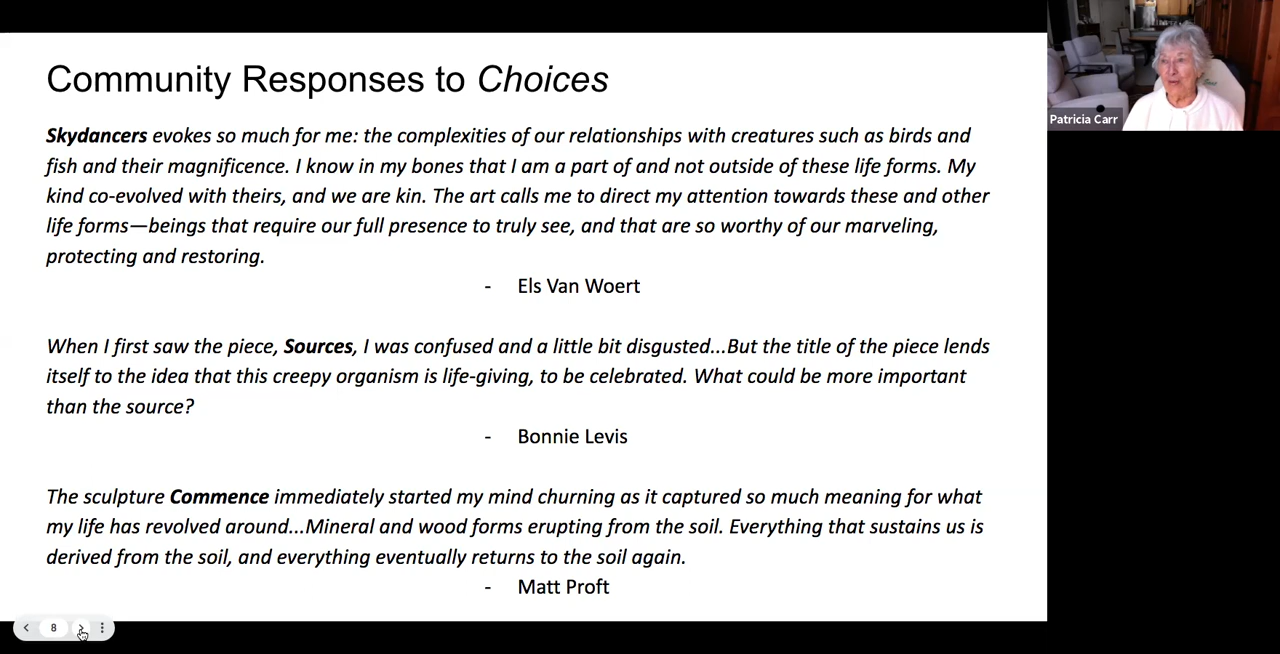 Community Responses to Choices
Skydancers evokes so much for me: the complexities of our relationships with creatures such as birds and
fish and their magnificence. I know in my bones that I am a part of and not outside of these life forms. My
kind co-evolved with theirs, and we are kin. The art calls me to direct my attention towards these and other
life forms—beings that require our full presence to truly see, and that are so worthy of our marveling,
protecting and restoring.
- Els Van Woert
When I first saw the piece, Sources, I was confused and a little bit disgusted...But the title of the piece lends
itself to the idea that this creepy organism is life-giving, to be celebrated. What could be more important
than the source?
- Bonnie Levis
The sculpture Commence immediately started my mind churning as it captured so much meaning for what
my life has revolved around...Mineral and wood forms erupting from the soil. Everything that sustains us is
derived from the soil, and everything eventually returns to the soil again.
- Matt Proft
8
Patricia Carr